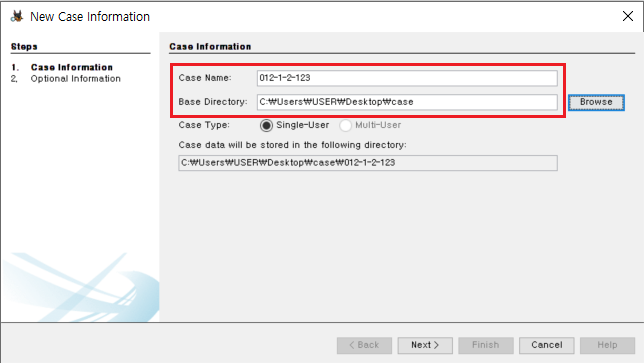 New Case Information
Steps
1. Case Information
2. Optional Information
Case Information
Case Name: 012-1-2-123
Base Directory: C:₩Users₩USER₩Desktop₩case Browse
Case Type: Single-User Multi-User
Case data will be stored in the following directory:
C:₩Users₩USER₩Desktop₩case₩012-1-2-123
< Back Next > Finish Cancel Help